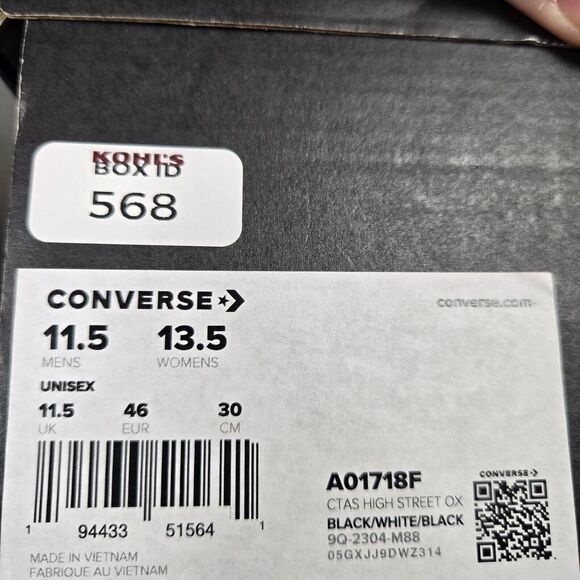 KOHL'S
BOX ID
568
CONVERSE
converse.com
11.5 13.5
MENS WOMENS
UNISEX
11.5 46 30
UK EUR CM
1 94433 51564 1
A01718F
CTAS HIGH STREET OX
BLACK/WHITE/BLACK
9Q-2304-M88
05GXJJ9DWZ314
CONVERSE
MADE IN VIETNAM
FABRIQUE AU VIETNAM